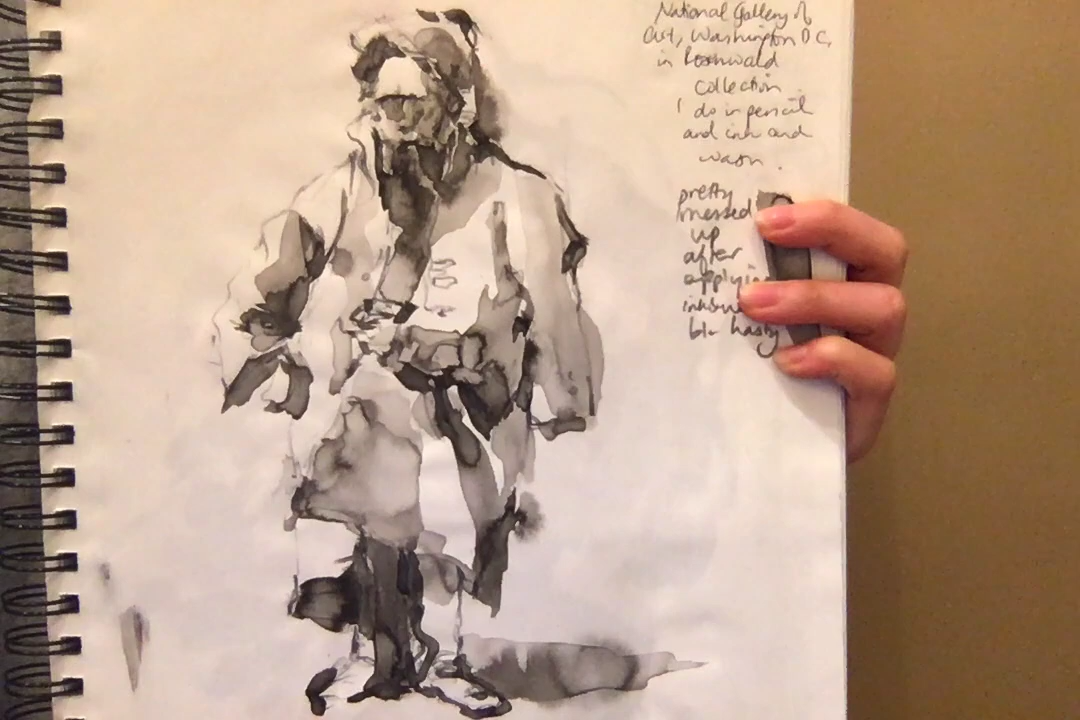 National Gallery of
Art, Washington DC,
in Rosenwald
collection
I do in pencil
and ink and
wash.
pretty
messed
up
after
applying
hasty